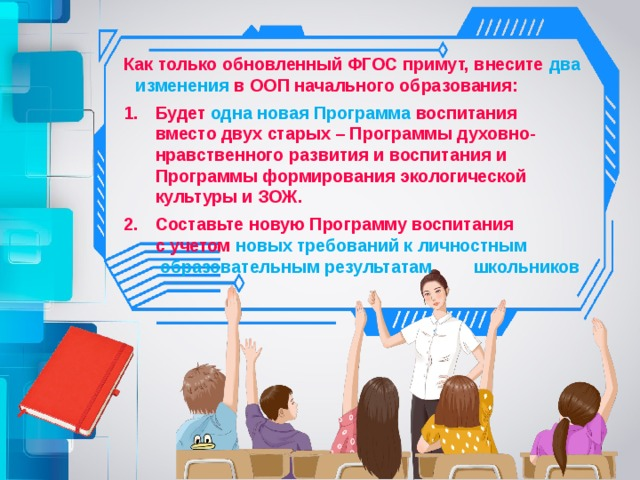 Как только обновленный ФГОС примут, внесите два
изменения в ООП начального образования:
1. Будет одна новая Программа воспитания
вместо двух старых – Программы духовно-
нравственного развития и воспитания и
Программы формирования экологической
культуры и ЗОЖ.
2. Составьте новую Программу воспитания
с учетом новых требований к личностным
образовательным результатам школьников